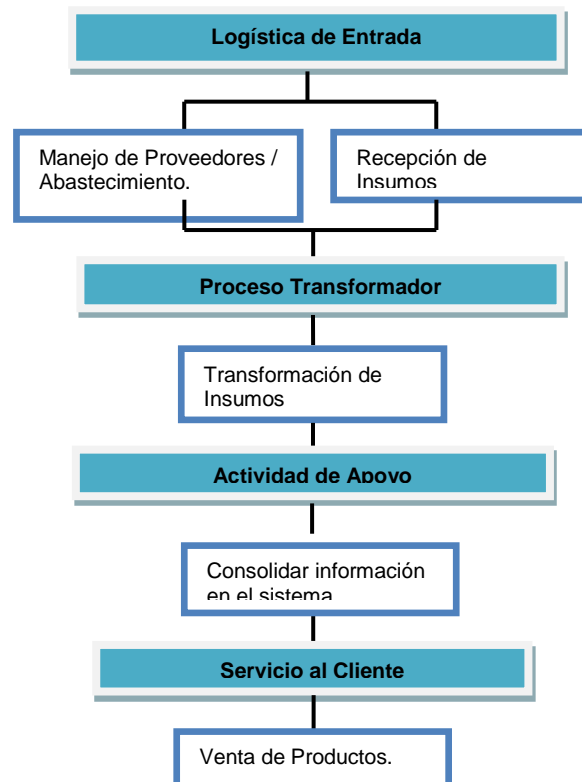 Logística de Entrada
Manejo de Proveedores /
Abastecimiento.
Recepción de
Insumos
Proceso Transformador
Transformación de
Insumos
Actividad de Apoyo
Consolidar información
en el sistema
Servicio al Cliente
Venta de Productos.